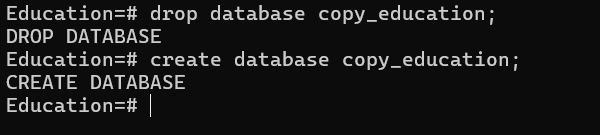 Education=# drop database copy_education;
DROP DATABASE
Education=# create database copy_education;
CREATE DATABASE
Education=#